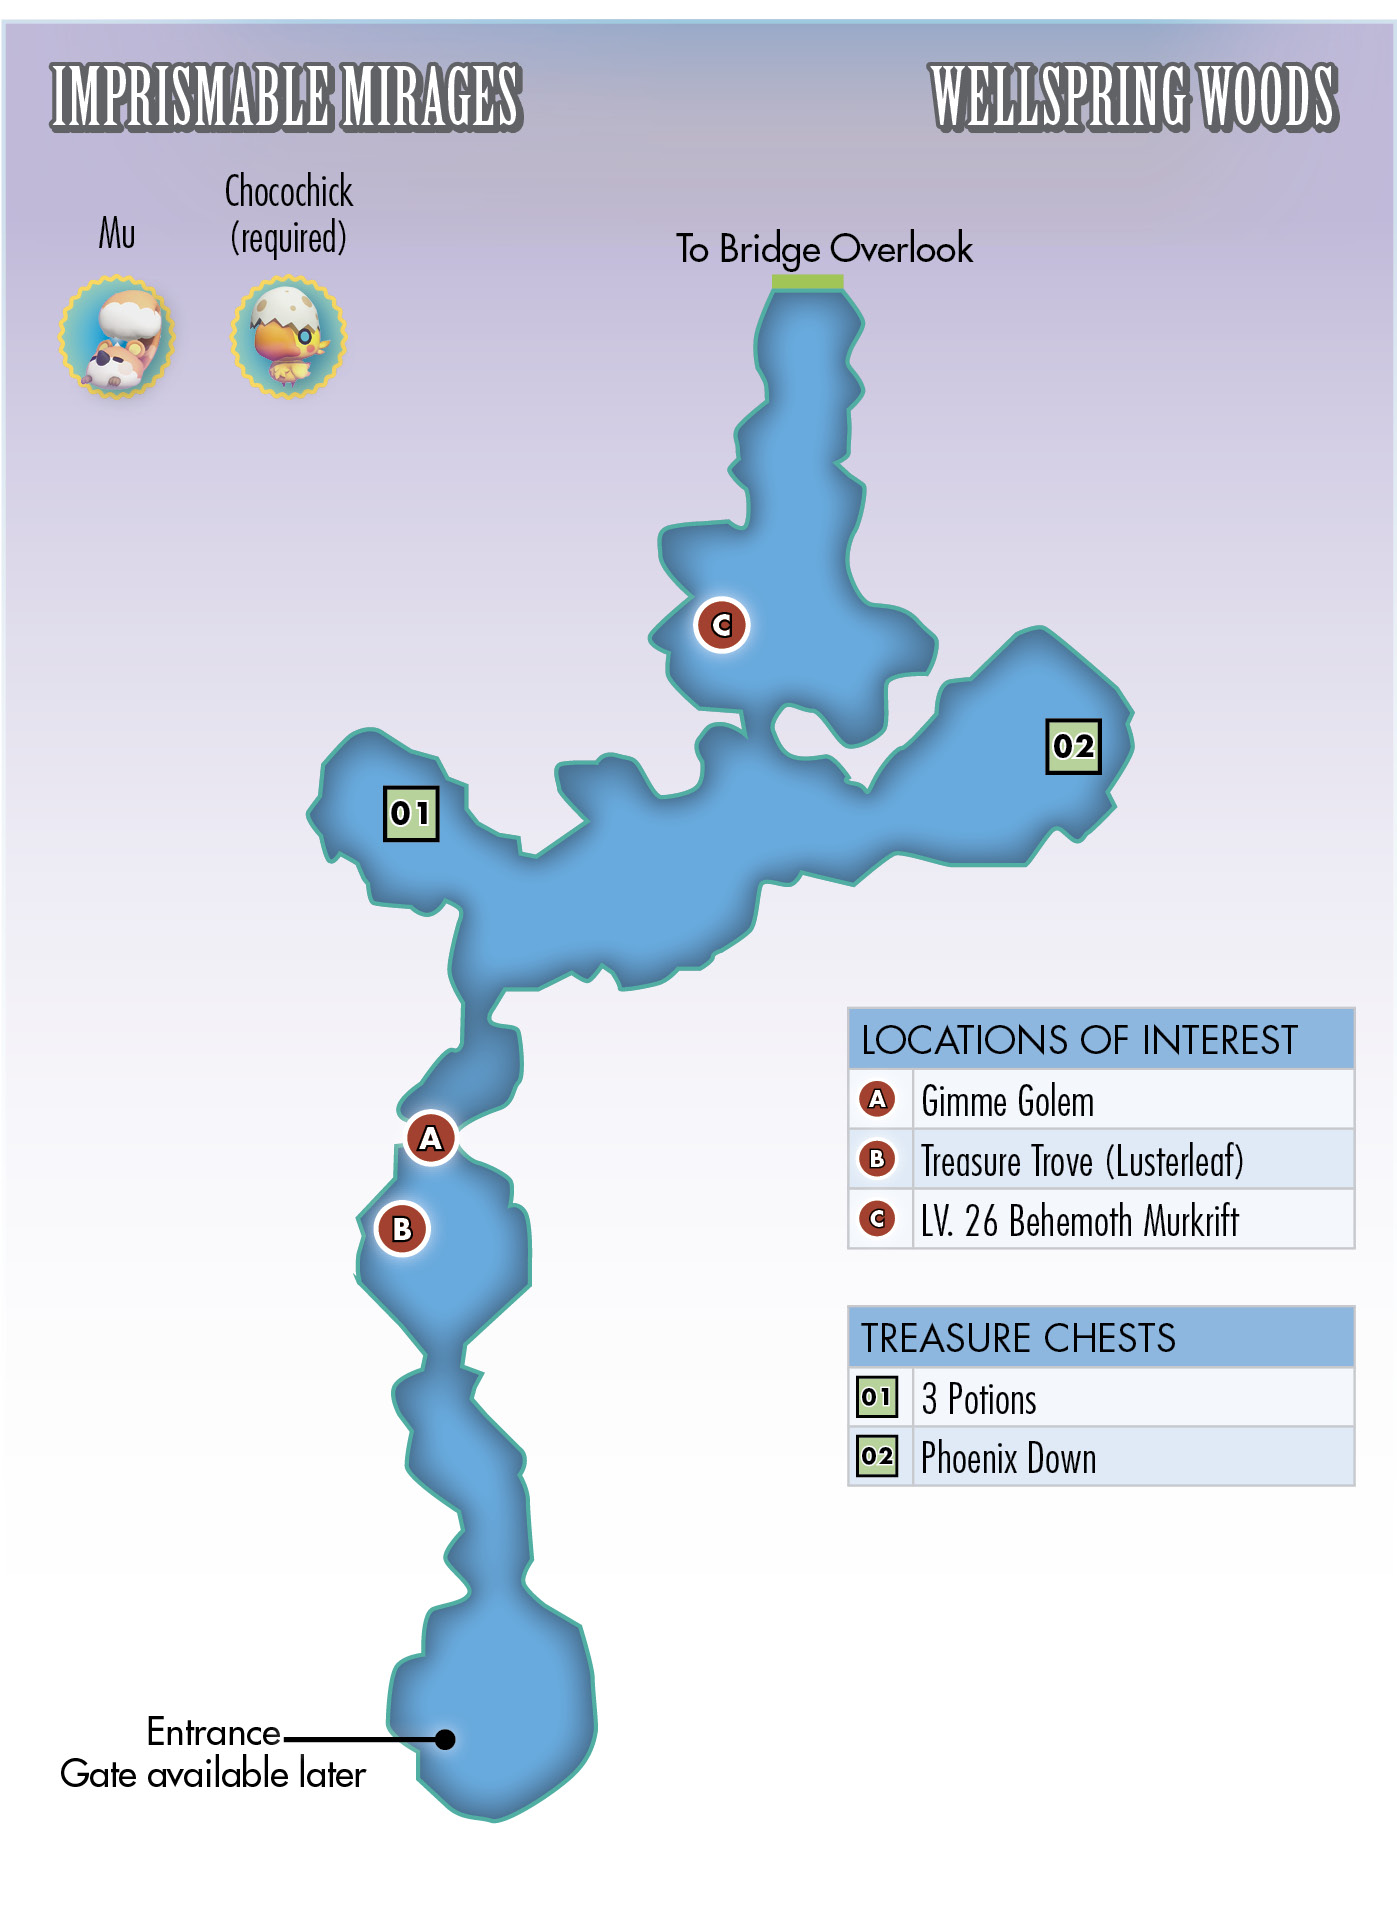 IMPRISMABLE MIRAGES
WELLSPRING WOODS
Mu
Chocochick
(required)
To Bridge Overlook
C
02
01
A
B
LOCATIONS OF INTEREST
A Gimme Golem
B Treasure Trove (Lusterleaf)
C LV. 26 Behemoth Murkrift
TREASURE CHESTS
01 3 Potions
02 Phoenix Down
Entrance
Gate available later